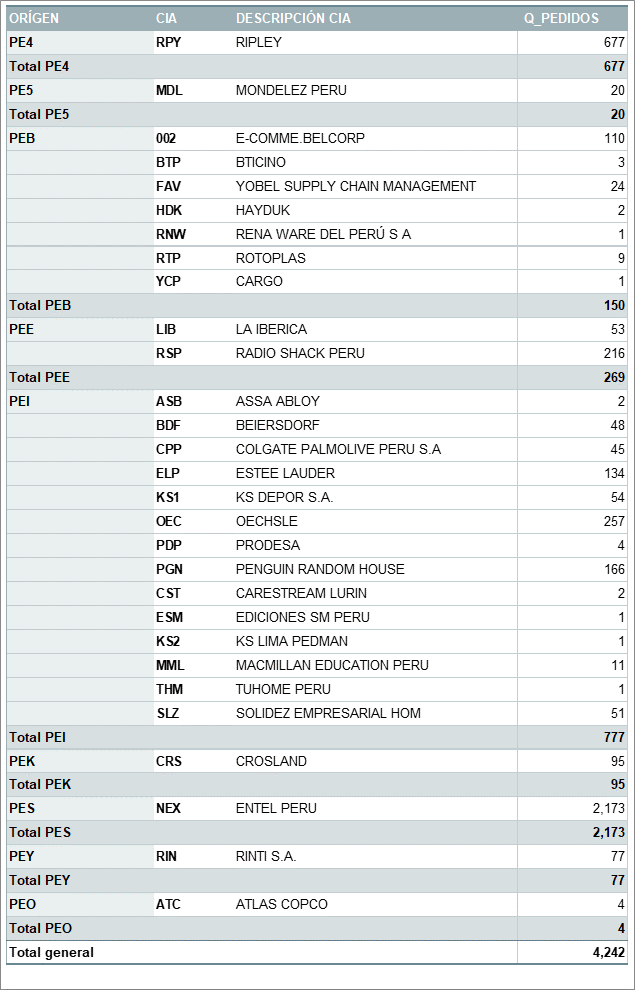 ORÍGEN CIA DESCRIPCIÓN CIA Q_PEDIDOS
PE4 RPY RIPLEY 677
Total PE4 677
PE5 MDL MONDELEZ PERU 20
Total PE5 20
PEB 002 E-COMME.BELCORP 110
BTP BTICINO 3
FAV YOBEL SUPPLY CHAIN MANAGEMENT 24
HDK HAYDUK 2
RNW RENA WARE DEL PERÚ S A 1
RTP ROTOPLAS 9
YCP CARGO 1
Total PEB 150
PEE LIB LA IBERICA 53
RSP RADIO SHACK PERU 216
Total PEE 269
PEI ASB ASSA ABLOY 2
BDF BEIERSDORF 48
CPP COLGATE PALMOLIVE PERU S.A 45
ELP ESTEE LAUDER 134
KS1 KS DEPOR S.A. 54
OEC OECHSLE 257
PDP PRODESA 4
PGN PENGUIN RANDOM HOUSE 166
CST CARESTREAM LURIN 2
ESM EDICIONES SM PERU 1
KS2 KS LIMA PEDMAN 1
MML MACMILLAN EDUCATION PERU 11
THM TUHOME PERU 1
SLZ SOLIDEZ EMPRESARIAL HOM 51
Total PEI 777
PEK CRS CROSLAND 95
Total PEK 95
PES NEX ENTEL PERU 2,173
Total PES 2,173
PEY RIN RINTI S.A. 77
Total PEY 77
PEO ATC ATLAS COPCO 4
Total PEO 4
Total general 4,242